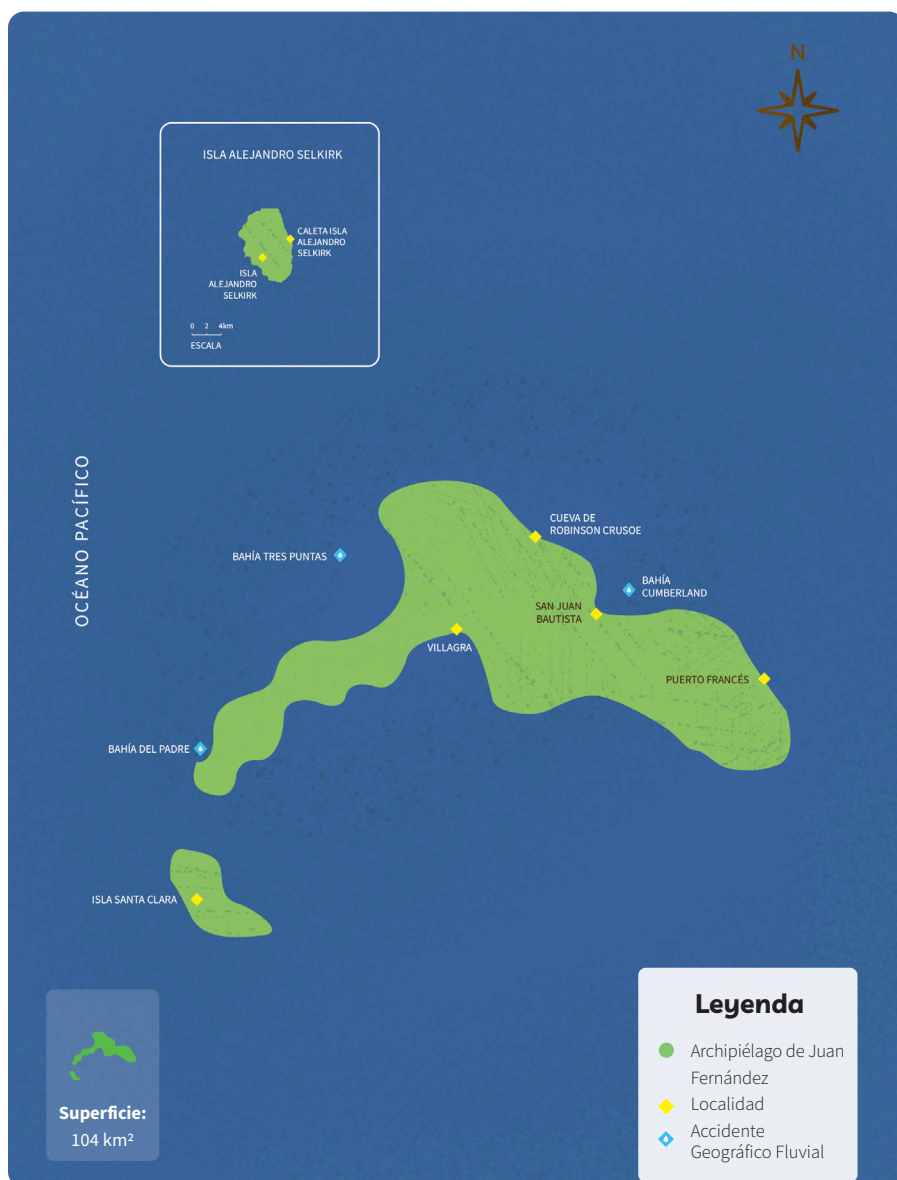 N
ISLA ALEJANDRO SELKIRK
CALETA ISLA
ALEJANDRO
SELKIRK
ISLA
ALEJANDRO
SELKIRK
0 2 4km
ESCALA
OCÉANO PACÍFICO
CUEVA DE
ROBINSON CRUSOE
BAHÍA TRES PUNTAS
BAHÍA
CUMBERLAND
SAN JUAN
BAUTISTA
VILLAGRA
PUERTO FRANCÉS
BAHÍA DEL PADRE
ISLA SANTA CLARA
Superficie:
104 km²
Leyenda
Archipiélago de Juan
Fernández
Localidad
Accidente
Geográfico Fluvial